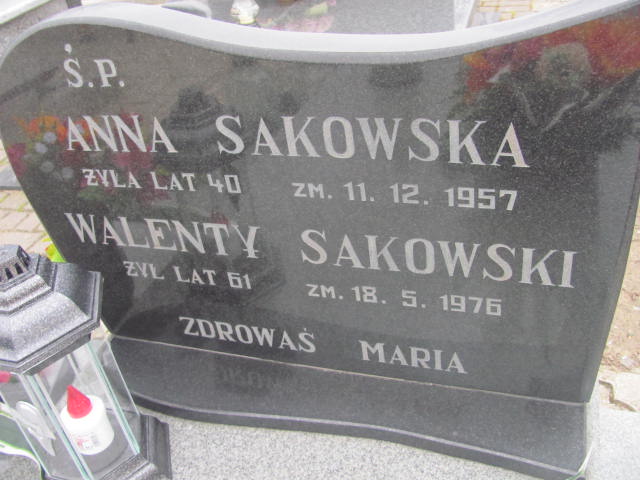 Ś.P.
ANNA SAKOWSKA
ŻYŁA LAT 40 ZM. 11. 12. 1957
WALENTY SAKOWSKI
ŻYŁ LAT 61 ZM. 18. 5. 1976
ZDROWAŚ MARIA